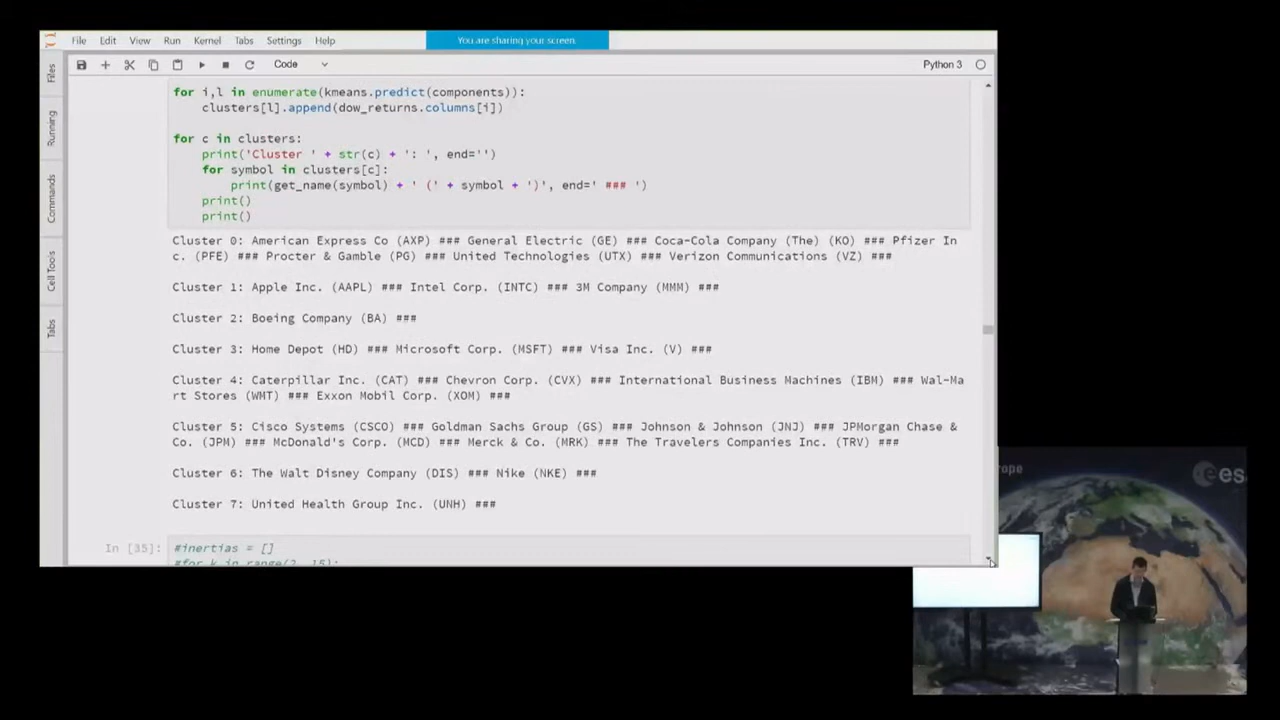 File Edit View Run Kernel Tabs Settings Help
You are sharing your screen.
Code
Python 3
Files
Running
Commands
Cell Tools
Tabs
for i,l in enumerate(kmeans.predict(components)):
    clusters[l].append(dow_returns.columns[i])
for c in clusters:
    print('Cluster ' + str(c) + ': ', end='')
    for symbol in clusters[c]:
        print(get_name(symbol) + ' (' + symbol + ')', end=' ### ')
    print()
    print()
Cluster 0: American Express Co (AXP) ### General Electric (GE) ### Coca-Cola Company (The) (KO) ### Pfizer In
c. (PFE) ### Procter & Gamble (PG) ### United Technologies (UTX) ### Verizon Communications (VZ) ###
Cluster 1: Apple Inc. (AAPL) ### Intel Corp. (INTC) ### 3M Company (MMM) ###
Cluster 2: Boeing Company (BA) ###
Cluster 3: Home Depot (HD) ### Microsoft Corp. (MSFT) ### Visa Inc. (V) ###
Cluster 4: Caterpillar Inc. (CAT) ### Chevron Corp. (CVX) ### International Business Machines (IBM) ### Wal-Ma
rt Stores (WMT) ### Exxon Mobil Corp. (XOM) ###
Cluster 5: Cisco Systems (CSCO) ### Goldman Sachs Group (GS) ### Johnson & Johnson (JNJ) ### JPMorgan Chase &
Co. (JPM) ### McDonald's Corp. (MCD) ### Merck & Co. (MRK) ### The Travelers Companies Inc. (TRV) ###
Cluster 6: The Walt Disney Company (DIS) ### Nike (NKE) ###
Cluster 7: United Health Group Inc. (UNH) ###
In [35]:
#inertias = []
#for k in range(2, 15):
rope
es